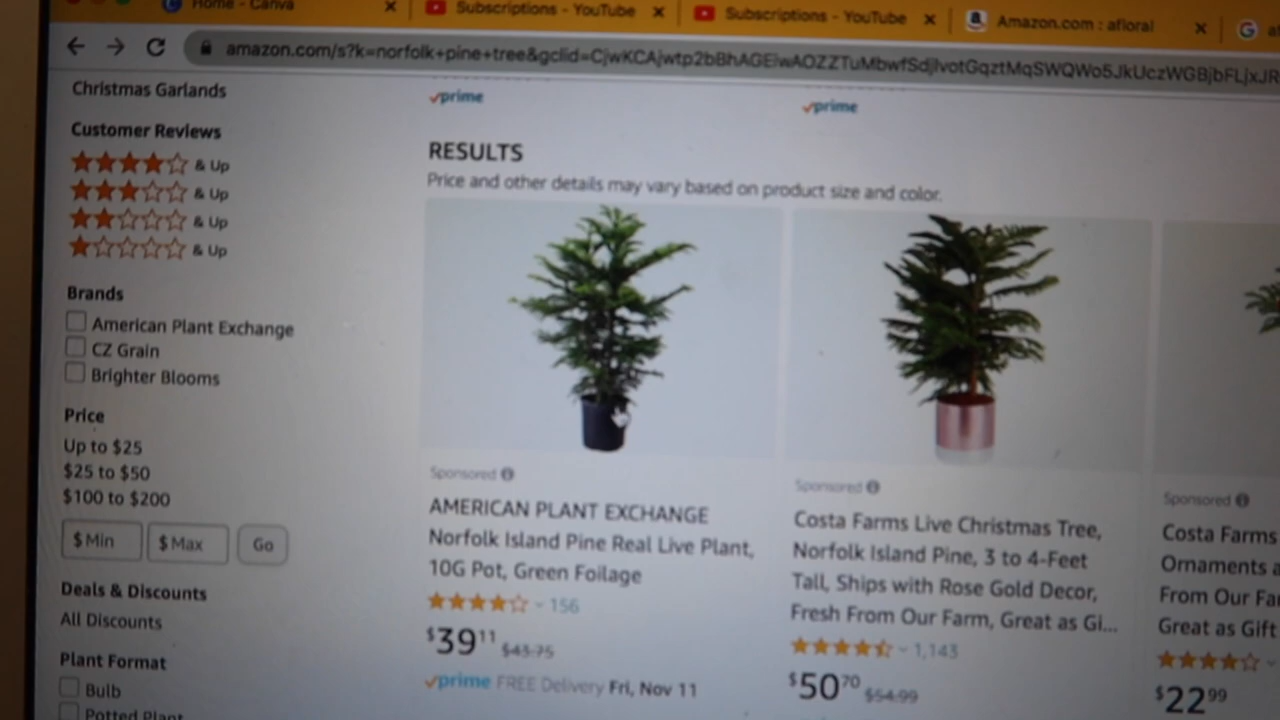 Home - Canva
Subscriptions - YouTube
Subscriptions - YouTube
Amazon.com : afloral
amazon.com/s?k=norfolk+pine+tree&gclid=
Christmas Garlands
Customer Reviews
& Up
& Up
& Up
& Up
Brands
American Plant Exchange
CZ Grain
Brighter Blooms
Price
Up to $25
$25 to $50
$100 to $200
$ Min
$ Max
Go
Deals & Discounts
All Discounts
Plant Format
Bulb
Potted Plant
prime
prime
RESULTS
Price and other details may vary based on product size and color.
Sponsored
AMERICAN PLANT EXCHANGE
Norfolk Island Pine Real Live Plant,
10G Pot, Green Foliage
156
$39 11 $43.75
prime FREE Delivery Fri, Nov 11
Sponsored
Costa Farms Live Christmas Tree,
Norfolk Island Pine, 3 to 4-Feet
Tall, Ships with Rose Gold Decor,
Fresh From Our Farm, Great as Gi...
1,143
$50 70 $54.99
Sponsored
Costa Farms
Ornaments
From Our
Great as Gift
$22 99